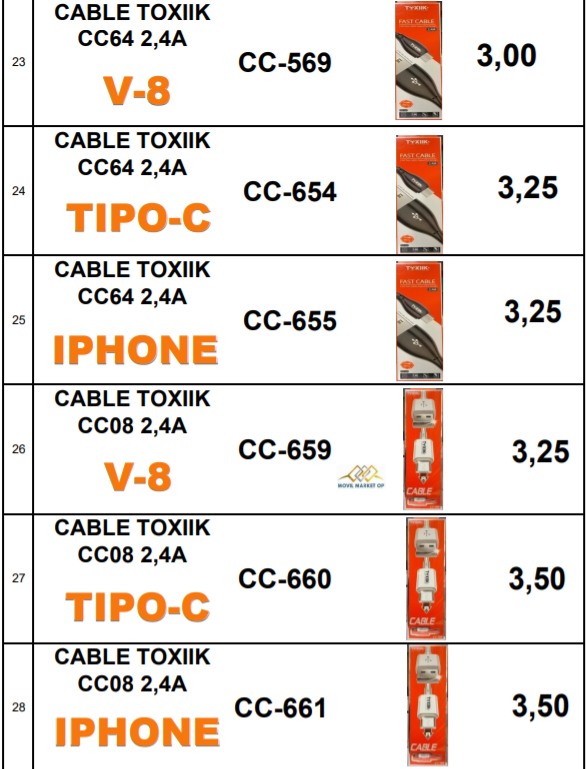 CABLE TOXIIK
CC64 2,4A
23
V-8
CC-569
TOXIIK
FAST CABLE
3,00
CABLE TOXIIK
CC64 2,4A
24
TIPO-C
CC-654
TOXIIK
FAST CABLE
3,25
CABLE TOXIIK
CC64 2,4A
25
IPHONE
CC-655
TOXIIK
FAST CABLE
3,25
CABLE TOXIIK
CC08 2,4A
26
V-8
CC-659
MOVIL MARKET OP
TOXIIK
CABLE
3,25
CABLE TOXIIK
CC08 2,4A
27
TIPO-C
CC-660
TOXIIK
CABLE
3,50
CABLE TOXIIK
CC08 2,4A
28
IPHONE
CC-661
TOXIIK
CABLE
3,50